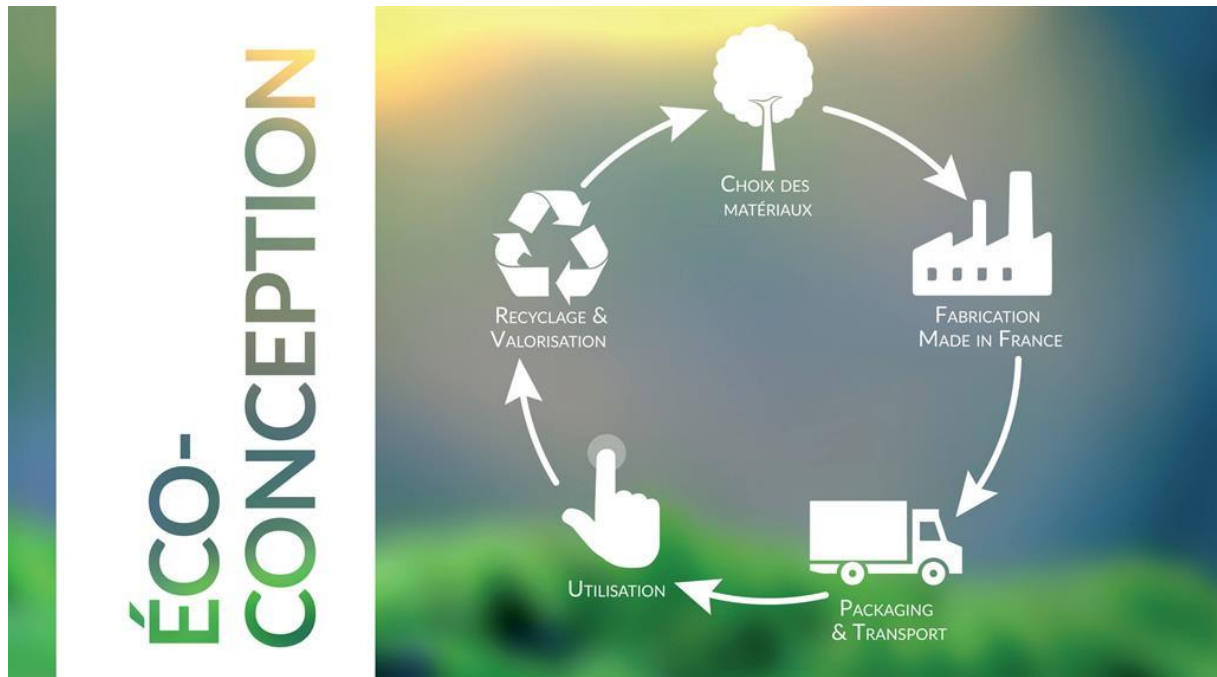 ÉCO-
CONCEPTION
Choix des
matériaux
Fabrication
Made in France
Packaging
& Transport
Utilisation
Recyclage &
Valorisation